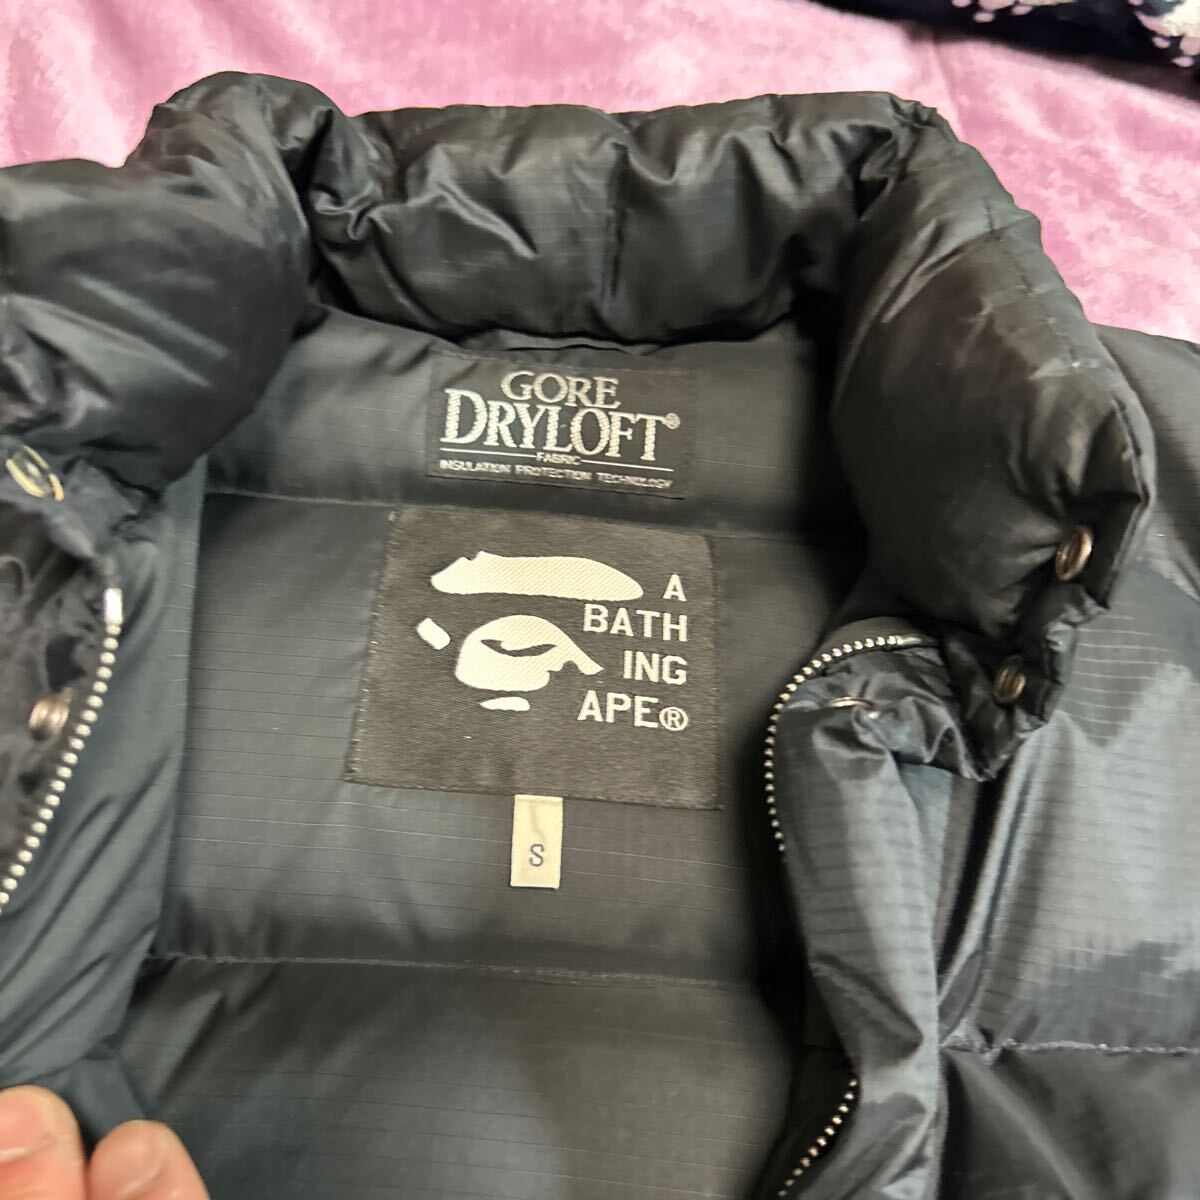 GORE
DRYLOFT®
FABRIC
INSULATION PROTECTION TECHNOLOGY
A
BATH
ING
APE®
S